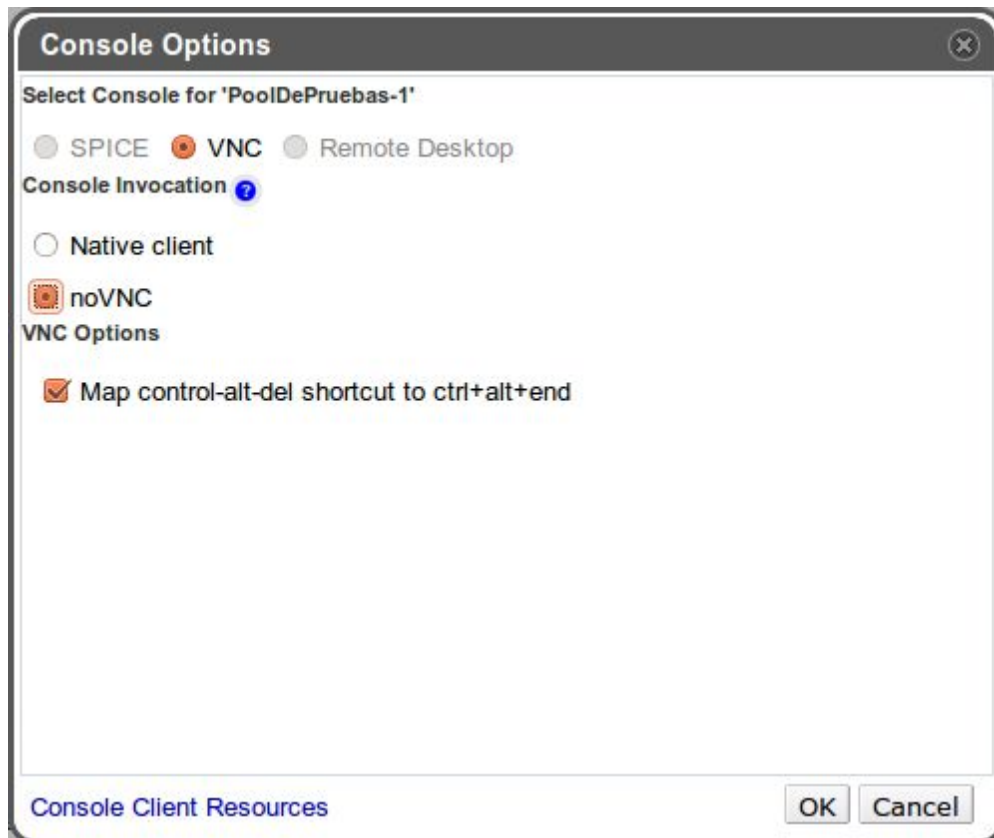 Console Options
Select Console for 'PoolDePruebas-1'
SPICE VNC Remote Desktop
Console Invocation ?
Native client
noVNC
VNC Options
Map control-alt-del shortcut to ctrl+alt+end
Console Client Resources OK Cancel